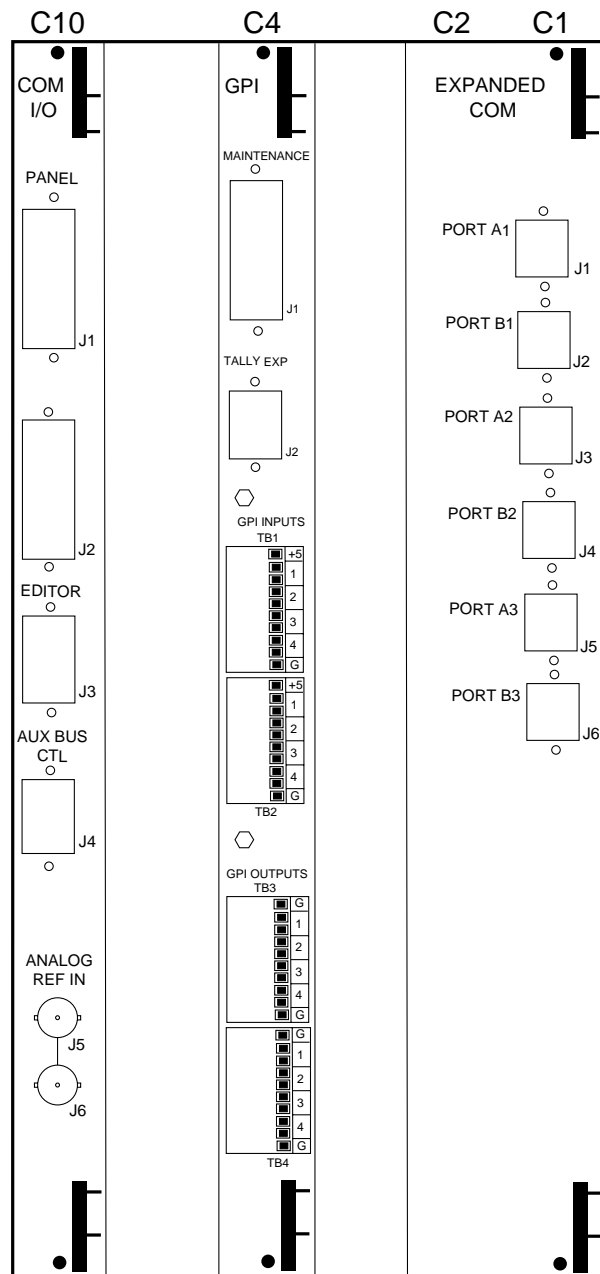 C10
C4
C2
C1
COM
I/O
PANEL
J1
J2
EDITOR
J3
AUX BUS
CTL
J4
ANALOG
REF IN
J5
J6
GPI
MAINTENANCE
J1
TALLY EXP
J2
GPI INPUTS
TB1
+5
1
2
3
4
G
+5
1
2
3
4
G
TB2
GPI OUTPUTS
TB3
G
1
2
3
4
G
G
1
2
3
4
G
TB4
EXPANDED
COM
PORT A1
J1
PORT B1
J2
PORT A2
J3
PORT B2
J4
PORT A3
J5
PORT B3
J6